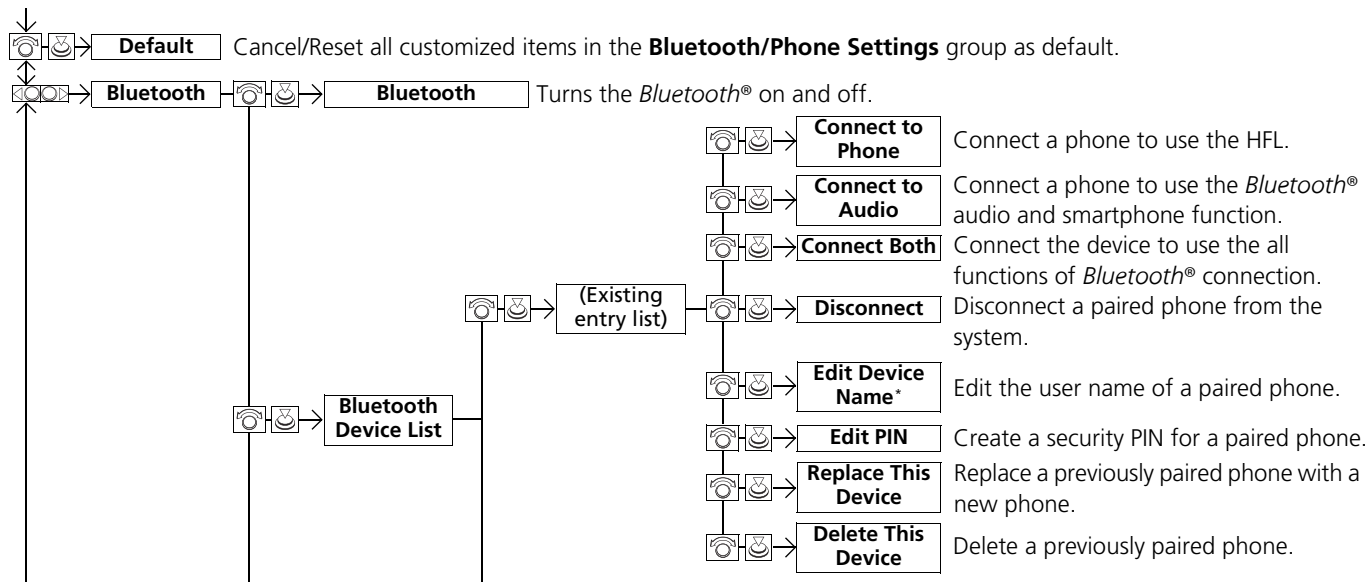 Default Cancel/Reset all customized items in the Bluetooth/Phone Settings group as default.
Bluetooth Bluetooth Turns the Bluetooth® on and off.
Connect to
Phone
Connect a phone to use the HFL.
Connect to
Audio
Connect a phone to use the Bluetooth®
audio and smartphone function.
Connect Both
Connect the device to use the all
functions of Bluetooth® connection.
(Existing
entry list)
Disconnect
Disconnect a paired phone from the
system.
Edit Device
Name*
Edit the user name of a paired phone.
Bluetooth
Device List
Edit PIN
Create a security PIN for a paired phone.
Replace This
Device
Replace a previously paired phone with a
new phone.
Delete This
Device
Delete a previously paired phone.